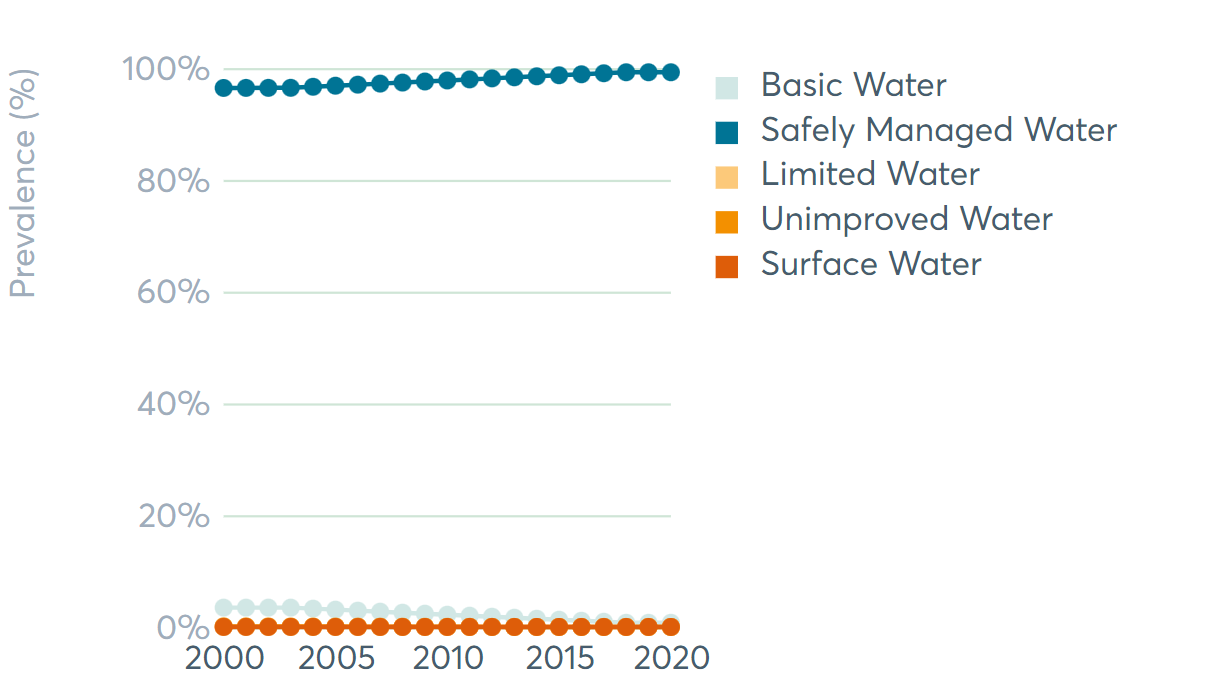 Prevalence (%)
100%
80%
60%
40%
20%
0%
2000 2005 2010 2015 2020
Basic Water
Safely Managed Water
Limited Water
Unimproved Water
Surface Water